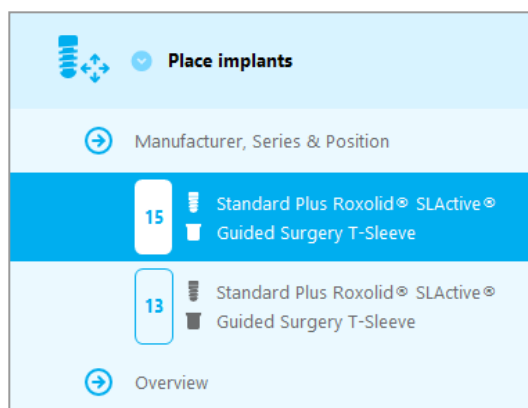 Place implants
Manufacturer, Series & Position
15
Standard Plus Roxolid® SLActive®
Guided Surgery T-Sleeve
13
Standard Plus Roxolid® SLActive®
Guided Surgery T-Sleeve
Overview